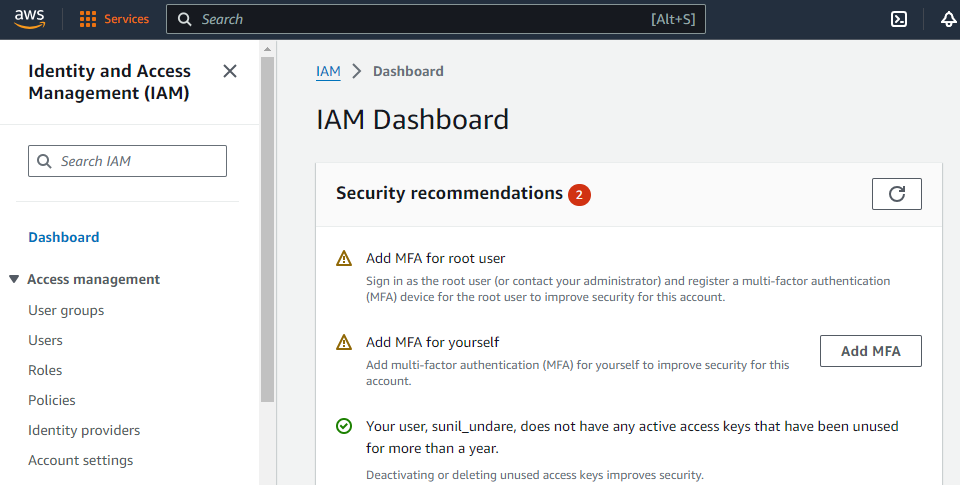 aws
Services
Search
[Alt+S]
Identity and Access
Management (IAM)
Search IAM
Dashboard
Access management
User groups
Users
Roles
Policies
Identity providers
Account settings
IAM
Dashboard
IAM Dashboard
Security recommendations 2
Add MFA for root user
Sign in as the root user (or contact your administrator) and register a multi-factor authentication
(MFA) device for the root user to improve security for this account.
Add MFA for yourself
Add multi-factor authentication (MFA) for yourself to improve security for this
account.
Add MFA
Your user, sunil_undare, does not have any active access keys that have been unused
for more than a year.
Deactivating or deleting unused access keys improves security.